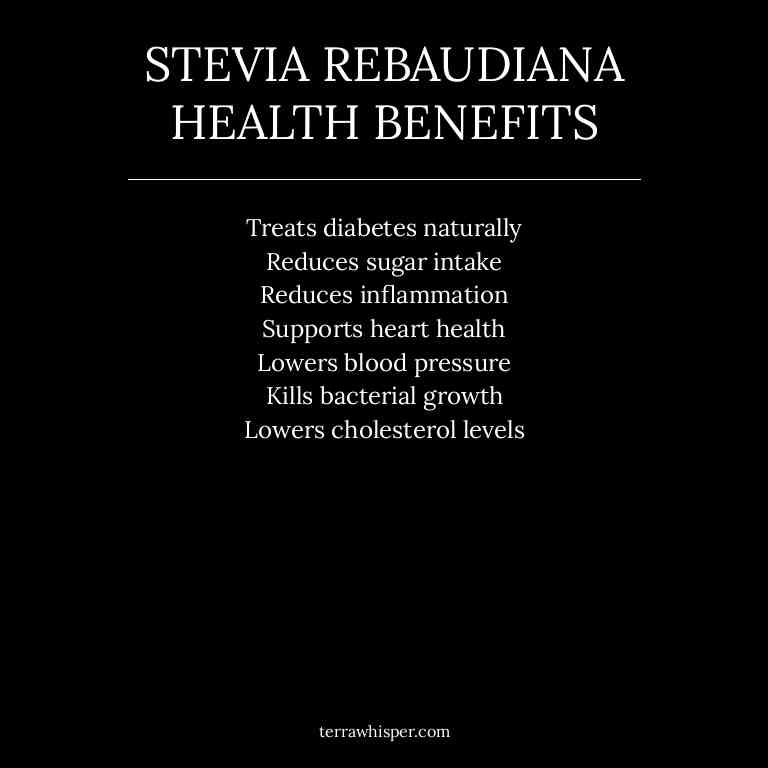 STEVIA REBAUDIANA
HEALTH BENEFITS
Treats diabetes naturally
Reduces sugar intake
Reduces inflammation
Supports heart health
Lowers blood pressure
Kills bacterial growth
Lowers cholesterol levels
terrawhisper.com